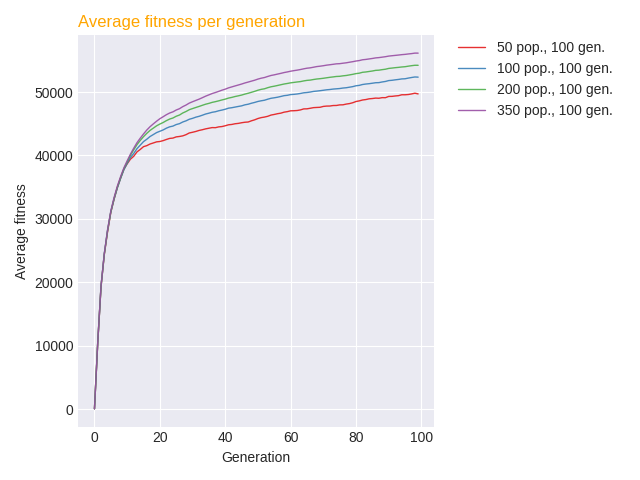 Average fitness per generation
50 pop., 100 gen.
100 pop., 100 gen.
200 pop., 100 gen.
350 pop., 100 gen.
Average fitness
50000
40000
30000
20000
10000
0
0 20 40 60 80 100
Generation